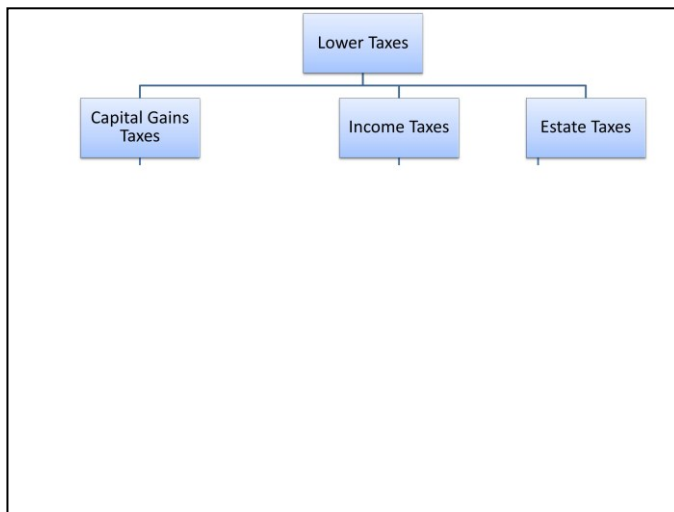 Lower Taxes
Capital Gains
Taxes
Income Taxes
Estate Taxes